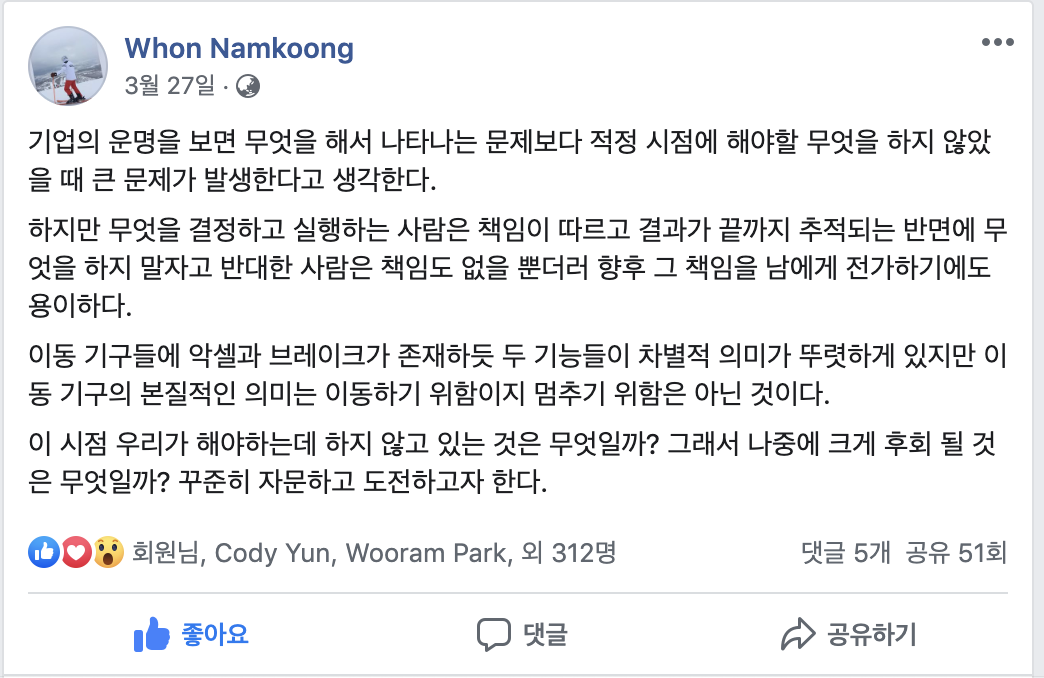 Whon Namkoong
3월 27일 ·
기업의 운명을 보면 무엇을 해서 나타나는 문제보다 적정 시점에 해야할 무엇을 하지 않았
을 때 큰 문제가 발생한다고 생각한다.
하지만 무엇을 결정하고 실행하는 사람은 책임이 따르고 결과가 끝까지 추적되는 반면에 무
엇을 하지 말자고 반대한 사람은 책임도 없을 뿐더러 향후 그 책임을 남에게 전가하기에도
용이하다.
이동 기구들에 악셀과 브레이크가 존재하듯 두 기능들이 차별적 의미가 뚜렷하게 있지만 이
동 기구의 본질적인 의미는 이동하기 위함이지 멈추기 위함은 아닌 것이다.
이 시점 우리가 해야하는데 하지 않고 있는 것은 무엇일까? 그래서 나중에 크게 후회 될 것
은 무엇일까? 꾸준히 자문하고 도전하고자 한다.
회원님, Cody Yun, Wooram Park, 외 312명 댓글 5개 공유 51회
좋아요 댓글 공유하기